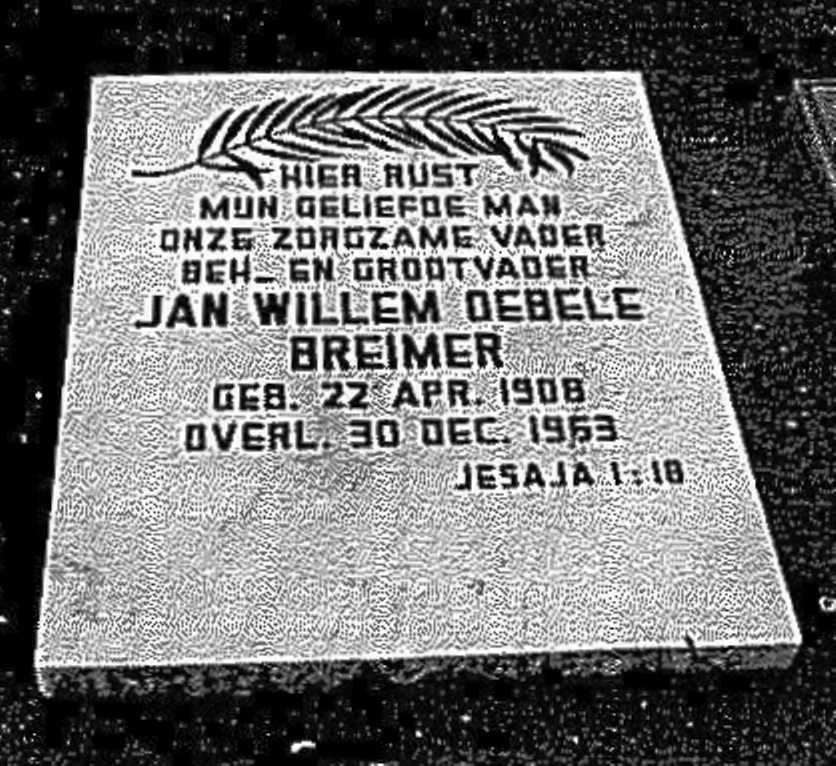 HIER RUST
MIJN GELIEFDE MAN
ONZE ZORGZAME VADER
BEH_ EN GROOTVADER
JAN WILLEM OEBELE
BREIMER
GEB. 22 APR. 1908
OVERL. 30 DEC. 1963
JESAJA 1:18